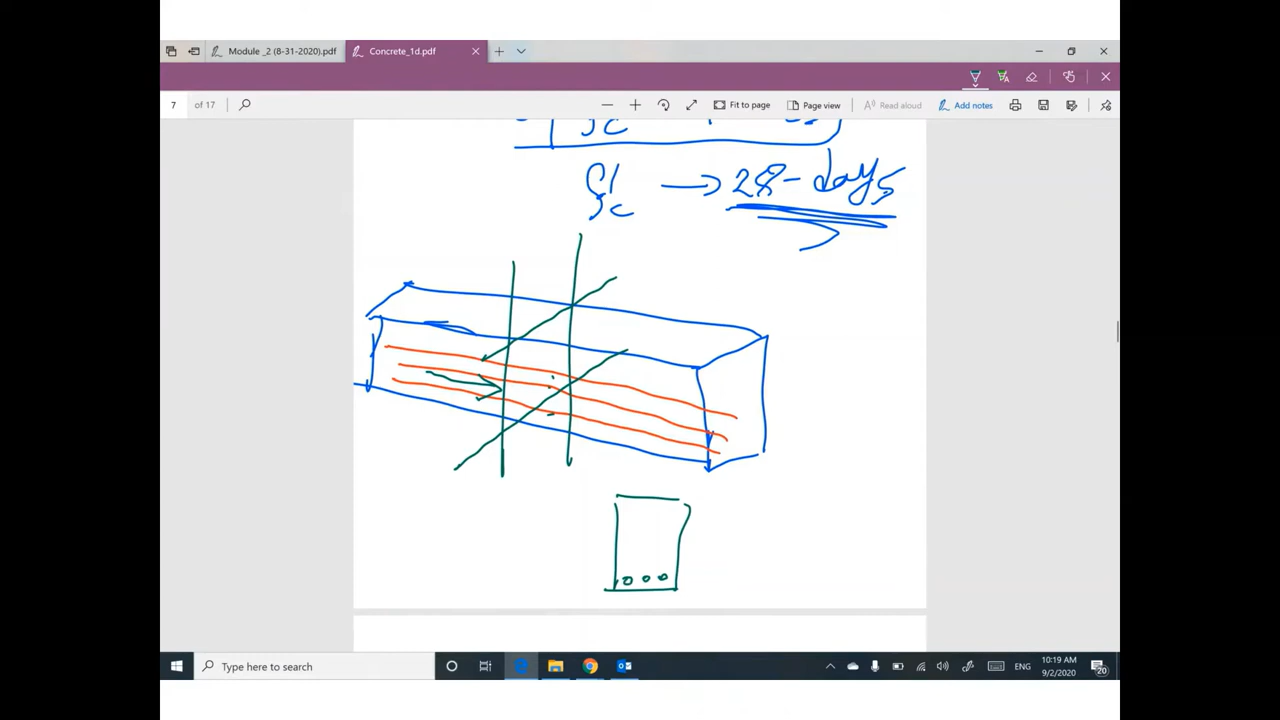 Module _2 (8-31-2020).pdf
Concrete_1d.pdf
7 of 17
Fit to page
Page view
Read aloud
Add notes
f'c → 28-days
Type here to search
ENG
10:19 AM
9/2/2020
20